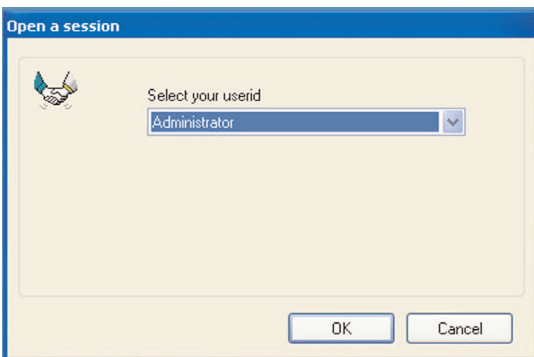 Open a session
Select your userid
Administrator
OK
Cancel